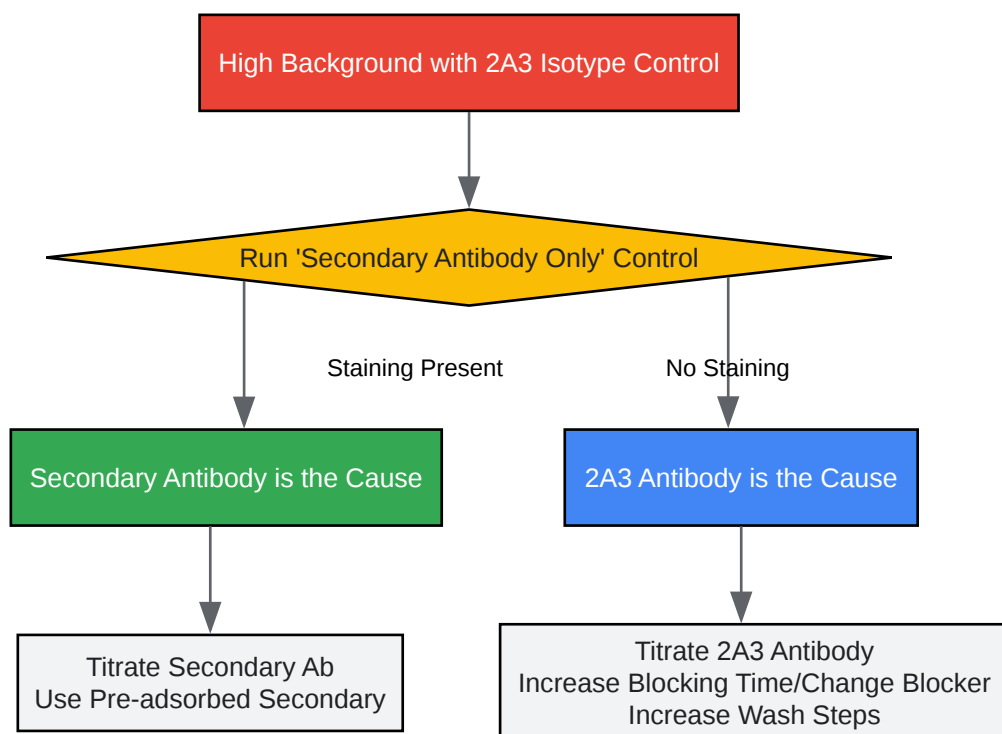 High Background with 2A3 Isotype Control
Run 'Secondary Antibody Only' Control
Staining Present
No Staining
Secondary Antibody is the Cause
2A3 Antibody is the Cause
Titrate Secondary Ab
Use Pre-adsorbed Secondary
Titrate 2A3 Antibody
Increase Blocking Time/Change Blocker
Increase Wash Steps